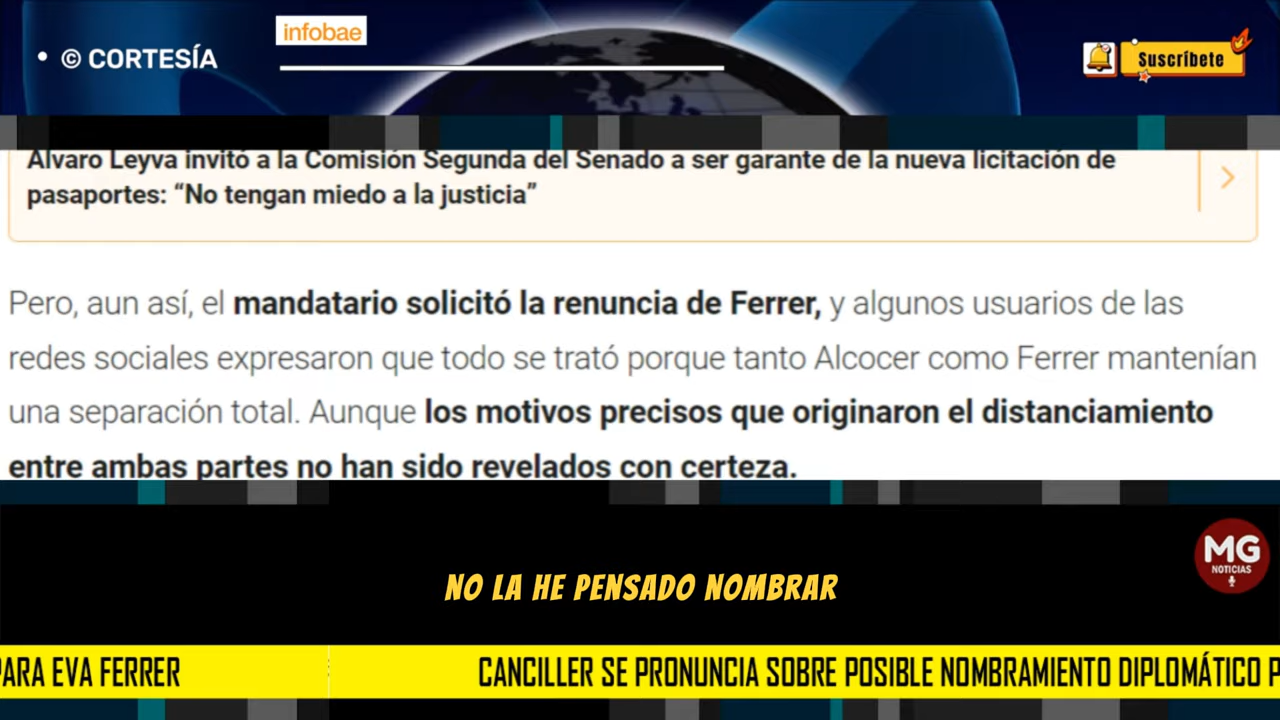 infobae
• © CORTESÍA
Suscríbete
Alvaro Leyva invitó a la Comisión Segunda del Senado a ser garante de la nueva licitación de
pasaportes: “No tengan miedo a la justicia”
Pero, aun así, el mandatario solicitó la renuncia de Ferrer, y algunos usuarios de las
redes sociales expresaron que todo se trató porque tanto Alcocer como Ferrer mantenían
una separación total. Aunque los motivos precisos que originaron el distanciamiento
entre ambas partes no han sido revelados con certeza.
MG
NOTICIAS
NO LA HE PENSADO NOMBRAR
PARA EVA FERRER CANCILLER SE PRONUNCIA SOBRE POSIBLE NOMBRAMIENTO DIPLOMÁTICO P